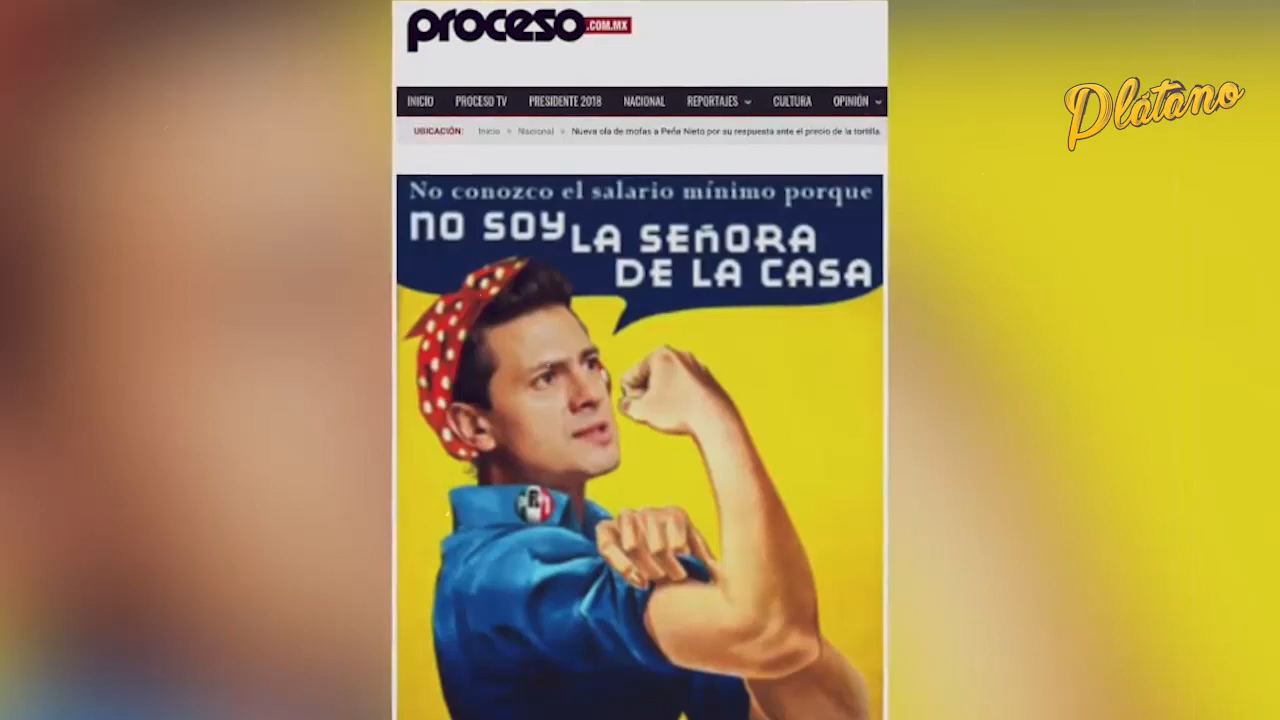 proceso
.COM.MX
Plátano
INICIO PROCESO TV PRESIDENTE 2018 NACIONAL REPORTAJES CULTURA OPINIÓN
UBICACIÓN: Inicio » Nacional » Nueva ola de mofas a Peña Nieto por su respuesta ante el precio de la tortilla
No conozco el salario mínimo porque
NO SOY LA SEÑORA
DE LA CASA
PRI